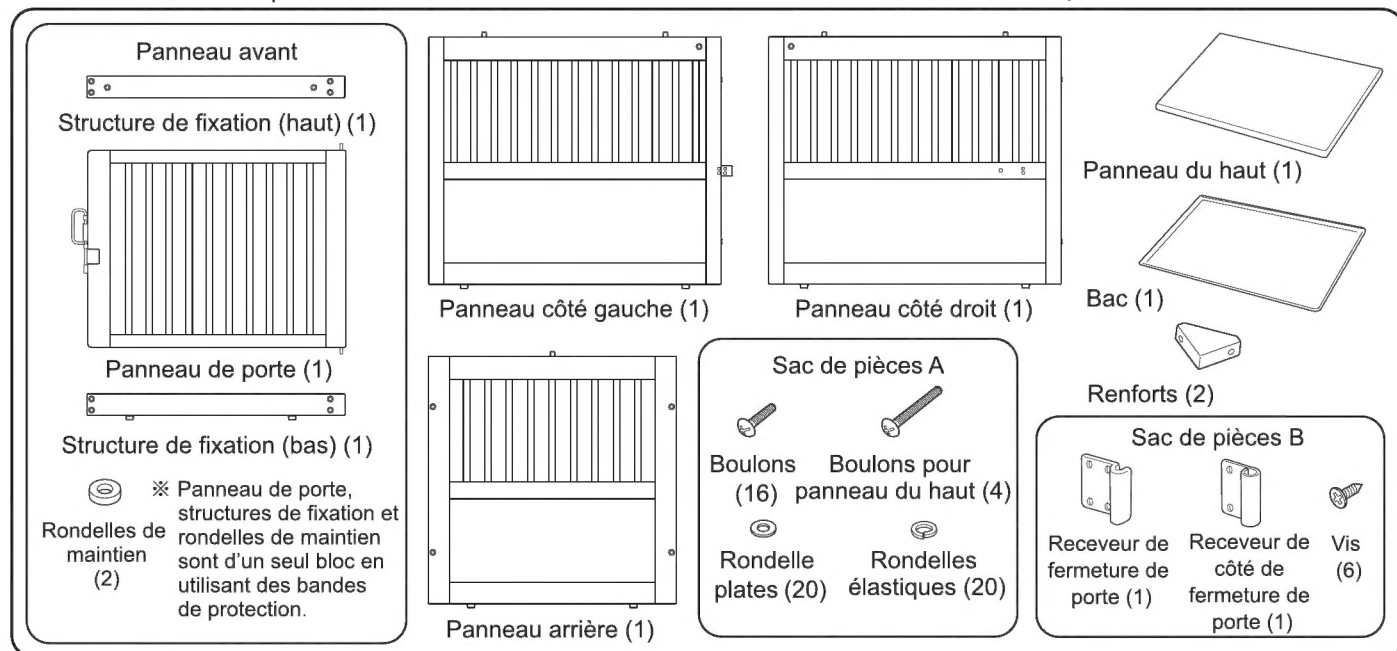 Panneau avant
Structure de fixation (haut) (1)
Panneau de porte (1)
Structure de fixation (bas) (1)
Rondelles de
maintien
(2)
※ Panneau de porte,
structures de fixation et
rondelles de maintien
sont d'un seul bloc en
utilisant des bandes
de protection.
Panneau côté gauche (1)
Panneau côté droit (1)
Panneau arrière (1)
Sac de pièces A
Boulons
(16)
Boulons pour
panneau du haut (4)
Rondelle
plates (20)
Rondelles
élastiques (20)
Panneau du haut (1)
Bac (1)
Renforts (2)
Sac de pièces B
Receveur de
fermeture de
porte (1)
Receveur de
côté de
fermeture de
porte (1)
Vis
(6)